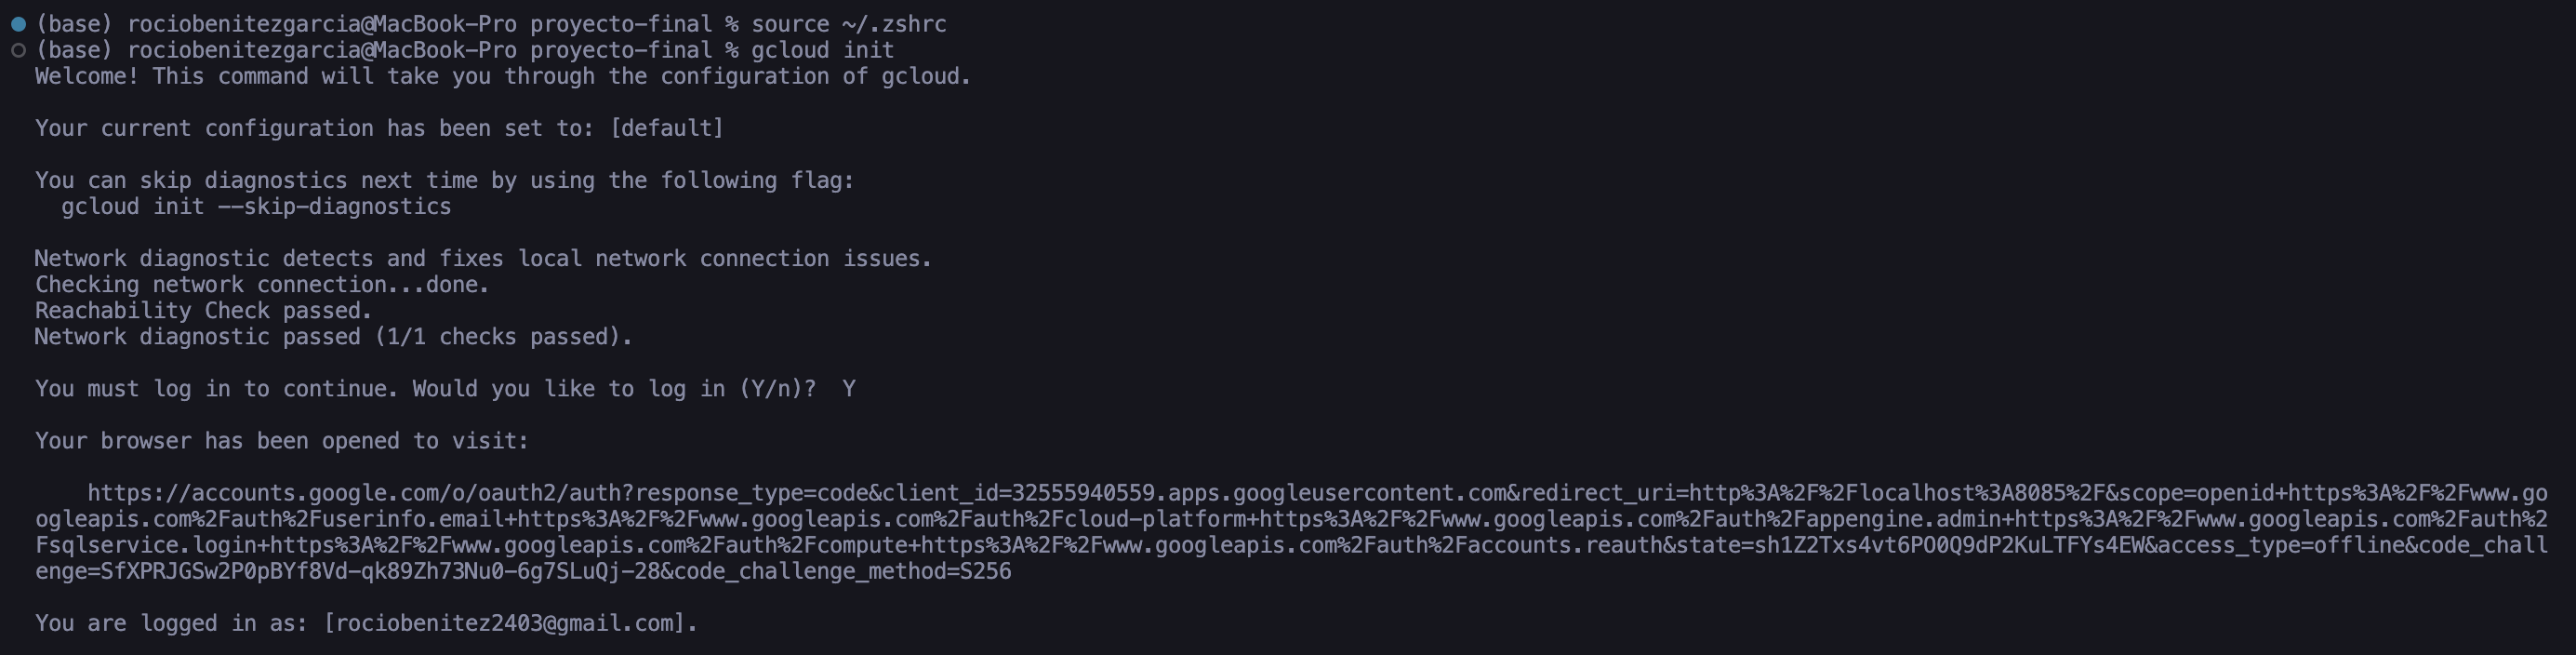 (base) rociobenitezgarcia@MacBook-Pro proyecto-final % source ~/.zshrc
(base) rociobenitezgarcia@MacBook-Pro proyecto-final % gcloud init
Welcome! This command will take you through the configuration of gcloud.
Your current configuration has been set to: [default]
You can skip diagnostics next time by using the following flag:
gcloud init --skip-diagnostics
Network diagnostic detects and fixes local network connection issues.
Checking network connection...done.
Reachability Check passed.
Network diagnostic passed (1/1 checks passed).
You must log in to continue. Would you like to log in (Y/n)? Y
Your browser has been opened to visit:
https://accounts.google.com/o/oauth2/auth?response_type=code&client_id=32555940559.apps.googleusercontent.com&redirect_uri=http%3A%2F%2Flocalhost%3A8085%2F&scope=openid+https%3A%2F%2Fwww.go
ogleapis.com%2Fauth%2Fuserinfo.email+https%3A%2F%2Fwww.googleapis.com%2Fauth%2Fcloud-platform+https%3A%2F%2Fwww.googleapis.com%2Fauth%2Fappengine.admin+https%3A%2F%2Fwww.googleapis.com%2Fauth%2
Fsqlservice.login+https%3A%2F%2Fwww.googleapis.com%2Fauth%2Fcompute+https%3A%2F%2Fwww.googleapis.com%2Fauth%2Faccounts.reauth&state=sh1Z2Txs4vt6PO0Q9dP2KuLTFYs4EW&access_type=offline&code_chall
enge=SfXPRJGSw2P0pBYf8Vd-qk89Zh73Nu0-6g7SLuQj-28&code_challenge_method=S256
You are logged in as: [rociobenitez2403@gmail.com].